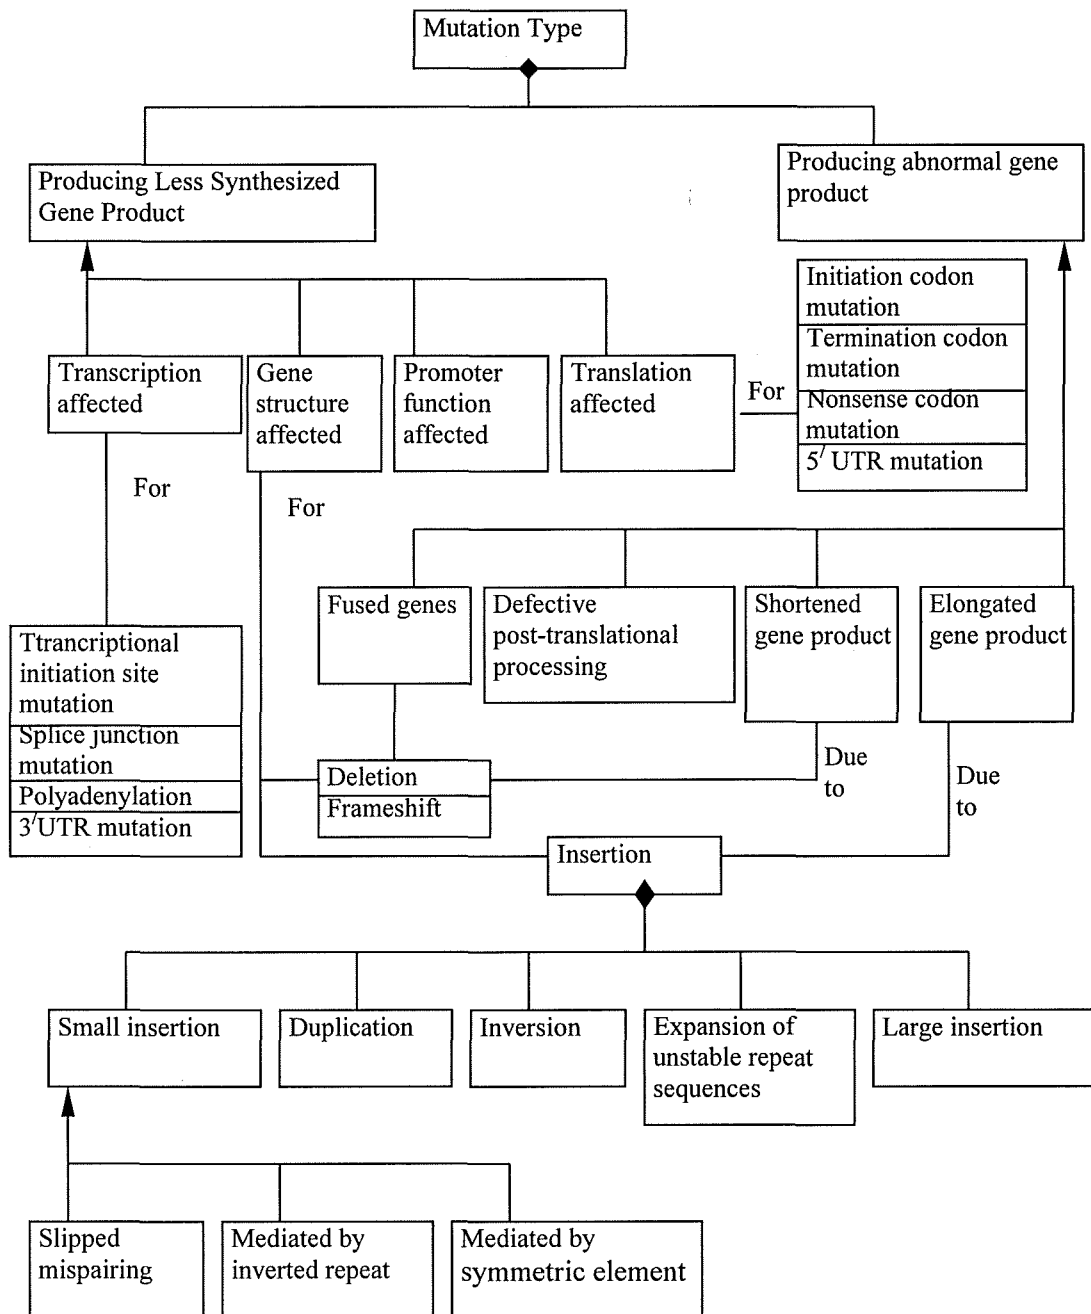 Mutation Type
Producing Less Synthesized
Gene Product
Producing abnormal gene
product
Initiation codon
mutation
Termination codon
mutation
Nonsense codon
mutation
5′ UTR mutation
For
Transcription
affected
Gene
structure
affected
Promoter
function
affected
Translation
affected
For
For
Fused genes
Defective
post-translational
processing
Shortened
gene product
Elongated
gene product
Ttrancriptional
initiation site
mutation
Splice junction
mutation
Polyadenylation
3′UTR mutation
Deletion
Frameshift
Due
to
Due
to
Insertion
Small insertion
Duplication
Inversion
Expansion of
unstable repeat
sequences
Large insertion
Slipped
mispairing
Mediated by
inverted repeat
Mediated by
symmetric element